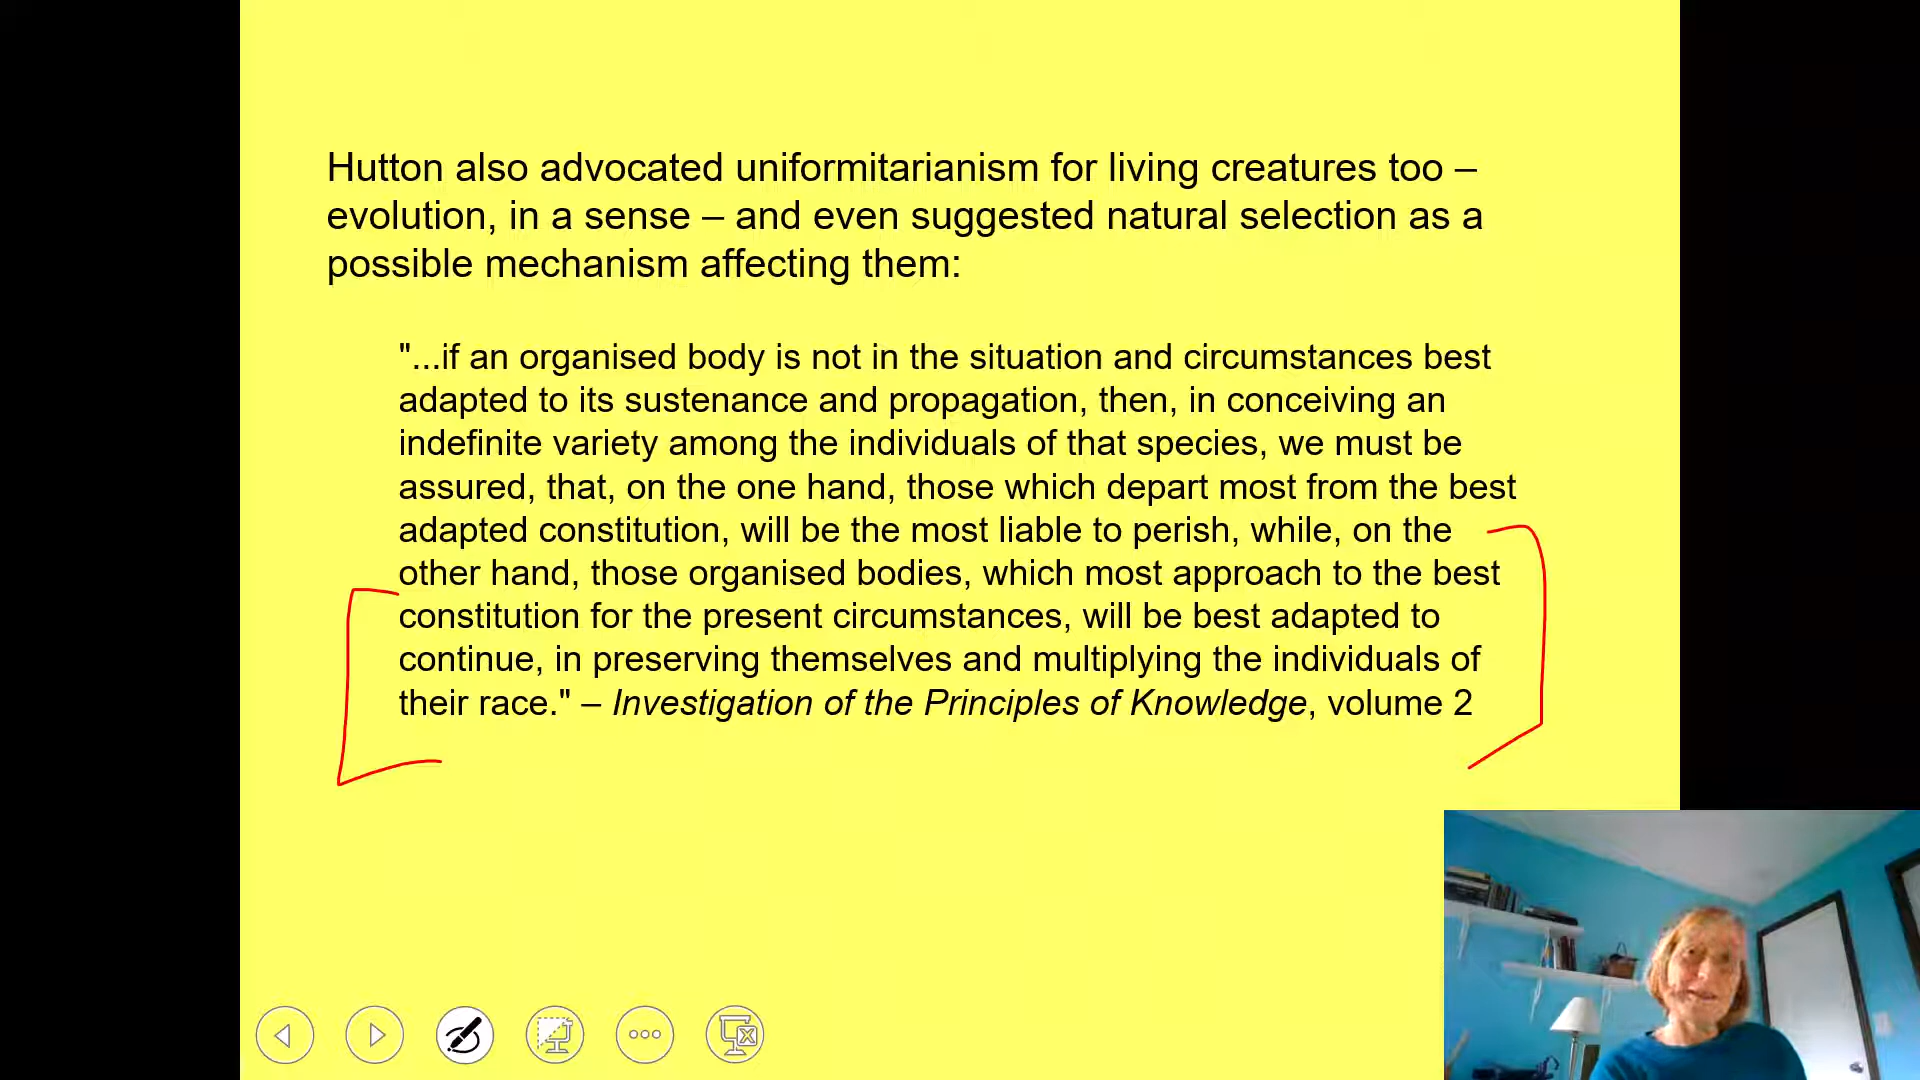 Hutton also advocated uniformitarianism for living creatures too –
evolution, in a sense – and even suggested natural selection as a
possible mechanism affecting them:
"...if an organised body is not in the situation and circumstances best
adapted to its sustenance and propagation, then, in conceiving an
indefinite variety among the individuals of that species, we must be
assured, that, on the one hand, those which depart most from the best
adapted constitution, will be the most liable to perish, while, on the
other hand, those organised bodies, which most approach to the best
constitution for the present circumstances, will be best adapted to
continue, in preserving themselves and multiplying the individuals of
their race." – Investigation of the Principles of Knowledge, volume 2